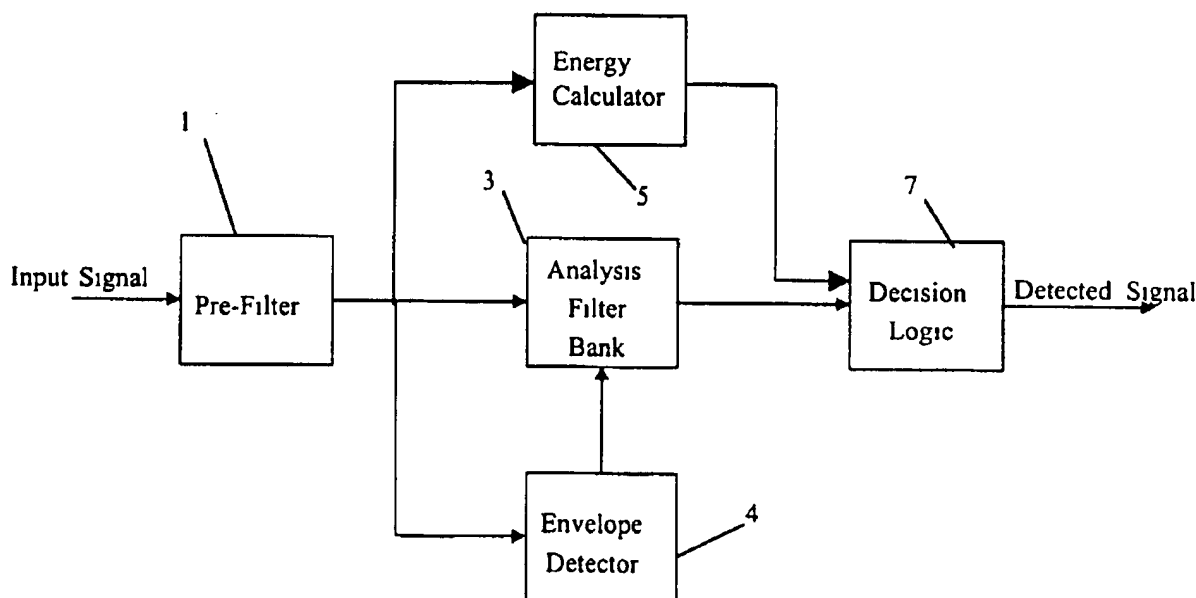 Energy
Calculator
1
5
3
7
Input Signal
Pre-Filter
Analysis
Filter
Bank
Decision
Logic
Detected Signal
Envelope
Detector
4